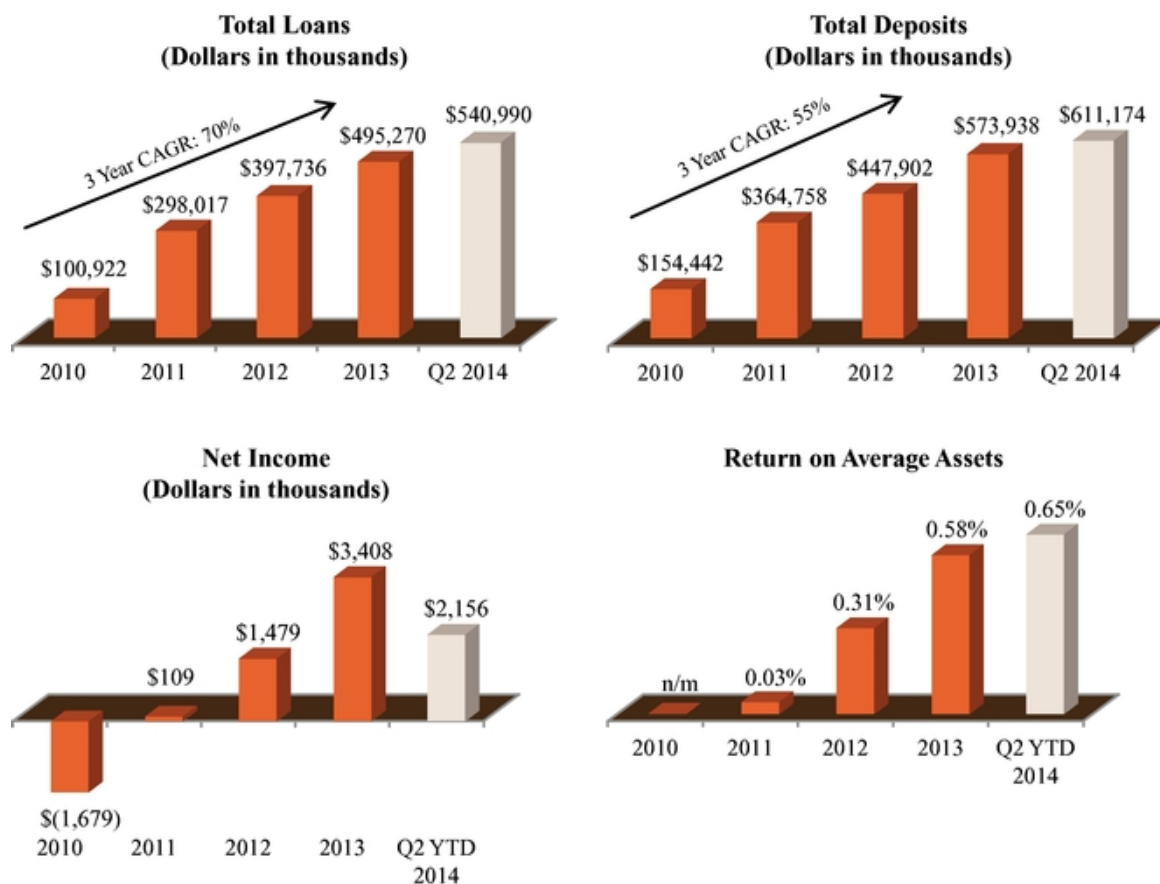 Total Loans
(Dollars in thousands)
3 Year CAGR: 70%
$100,922
$298,017
$397,736
$495,270
$540,990
2010 2011 2012 2013 Q2 2014
Total Deposits
(Dollars in thousands)
3 Year CAGR: 55%
$154,442
$364,758
$447,902
$573,938
$611,174
2010 2011 2012 2013 Q2 2014
Net Income
(Dollars in thousands)
$(1,679)
$109
$1,479
$3,408
$2,156
2010 2011 2012 2013 Q2 YTD
2014
Return on Average Assets
n/m
0.03%
0.31%
0.58%
0.65%
2010 2011 2012 2013 Q2 YTD
2014